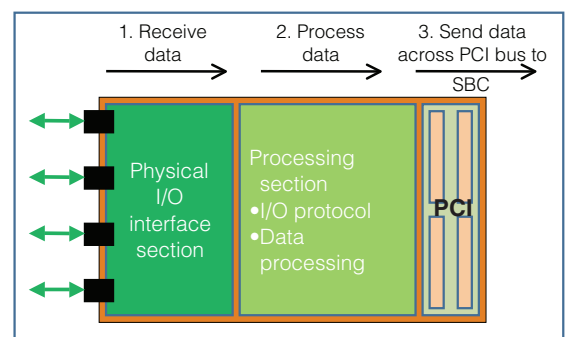 1. Receive
data
2. Process
data
3. Send data
across PCI bus to
SBC
Physical
I/O
interface
section
Processing
section
•I/O protocol
•Data
processing
PCI